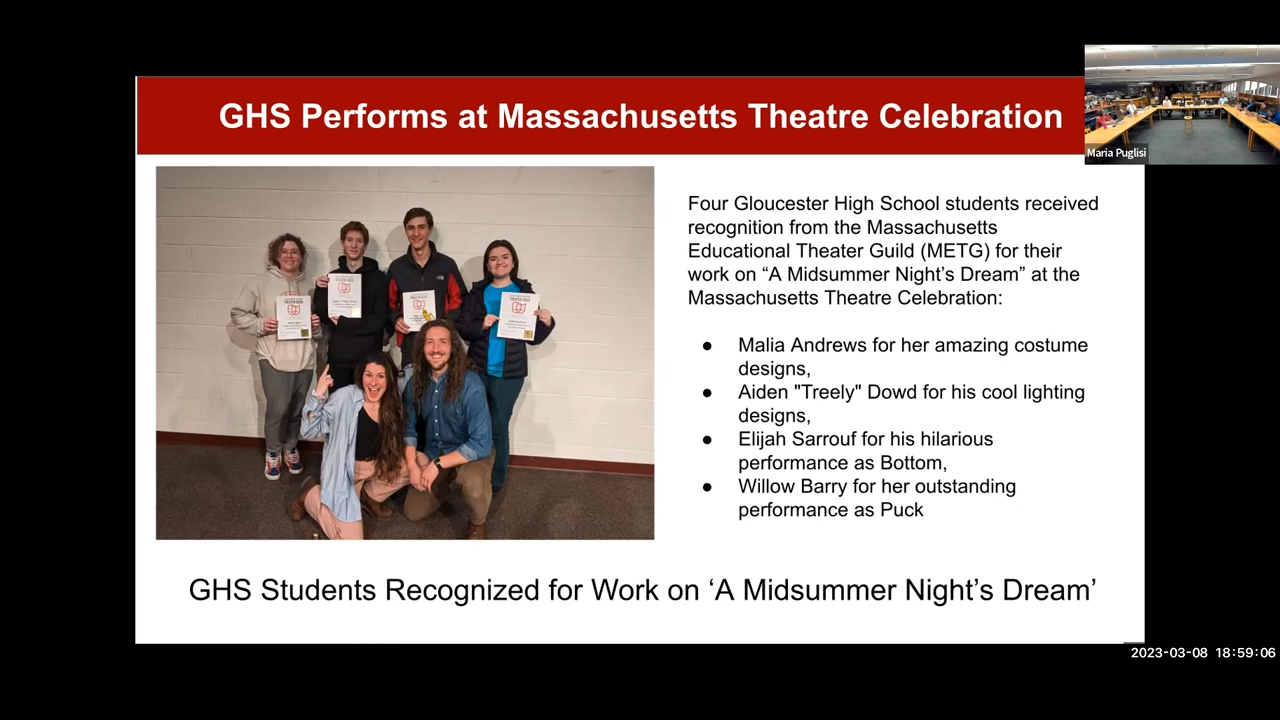 GHS Performs at Massachusetts Theatre Celebration
Maria Puglisi
Four Gloucester High School students received
recognition from the Massachusetts
Educational Theater Guild (METG) for their
work on “A Midsummer Night’s Dream” at the
Massachusetts Theatre Celebration:
● Malia Andrews for her amazing costume
designs,
● Aiden "Treely" Dowd for his cool lighting
designs,
● Elijah Sarrouf for his hilarious
performance as Bottom,
● Willow Barry for her outstanding
performance as Puck
GHS Students Recognized for Work on ‘A Midsummer Night’s Dream’
2023-03-08 18:59:06